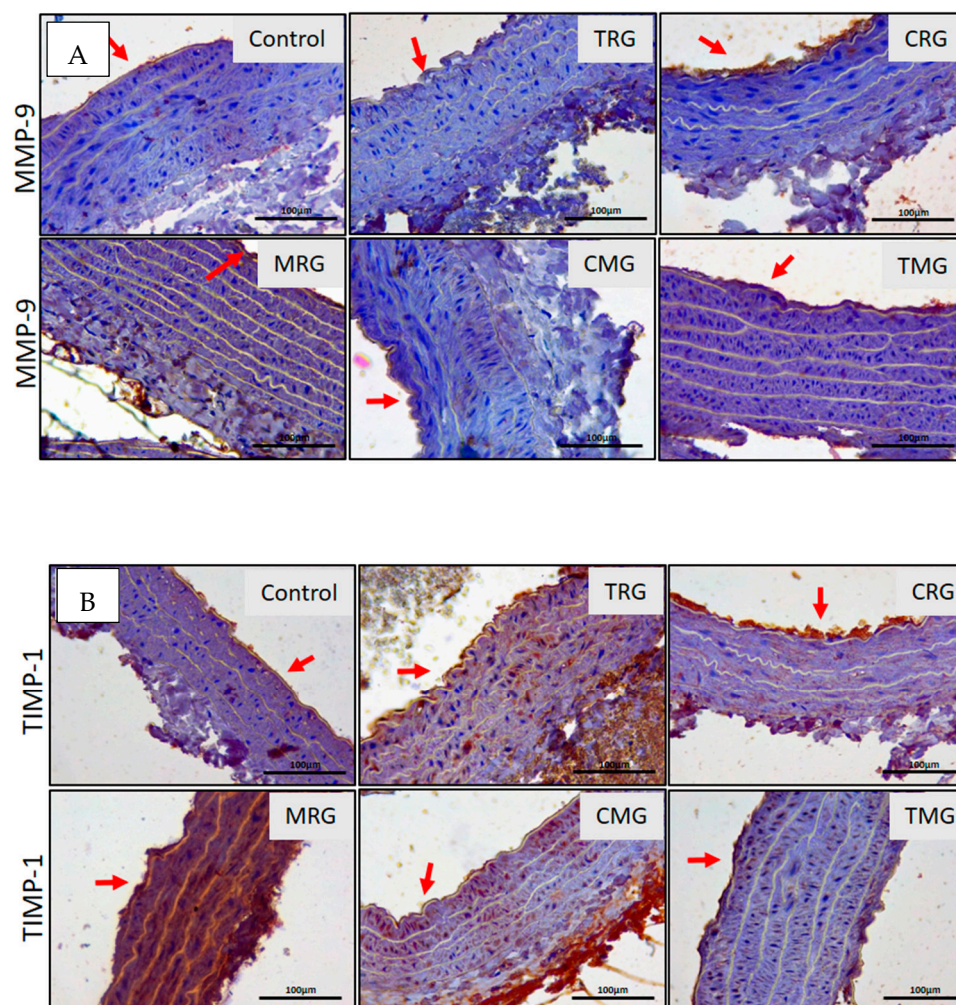 A
Control
TRG
CRG
MMP-9
100µm
100µm
100µm
MRG
CMG
TMG
MMP-9
100µm
100µm
100µm
B
Control
TRG
CRG
TIMP-1
100µm
100µm
100µm
MRG
CMG
TMG
TIMP-1
100µm
100µm
100µm